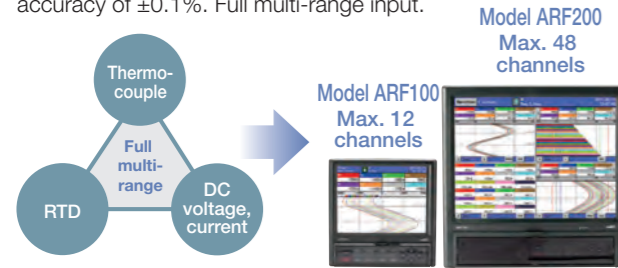 accuracy of ±0.1%. Full multi-range input.
Thermo-
couple
Full
multi-
range
RTD
DC
voltage,
current
Model ARF100
Max. 12
channels
Model ARF200
Max. 48
channels